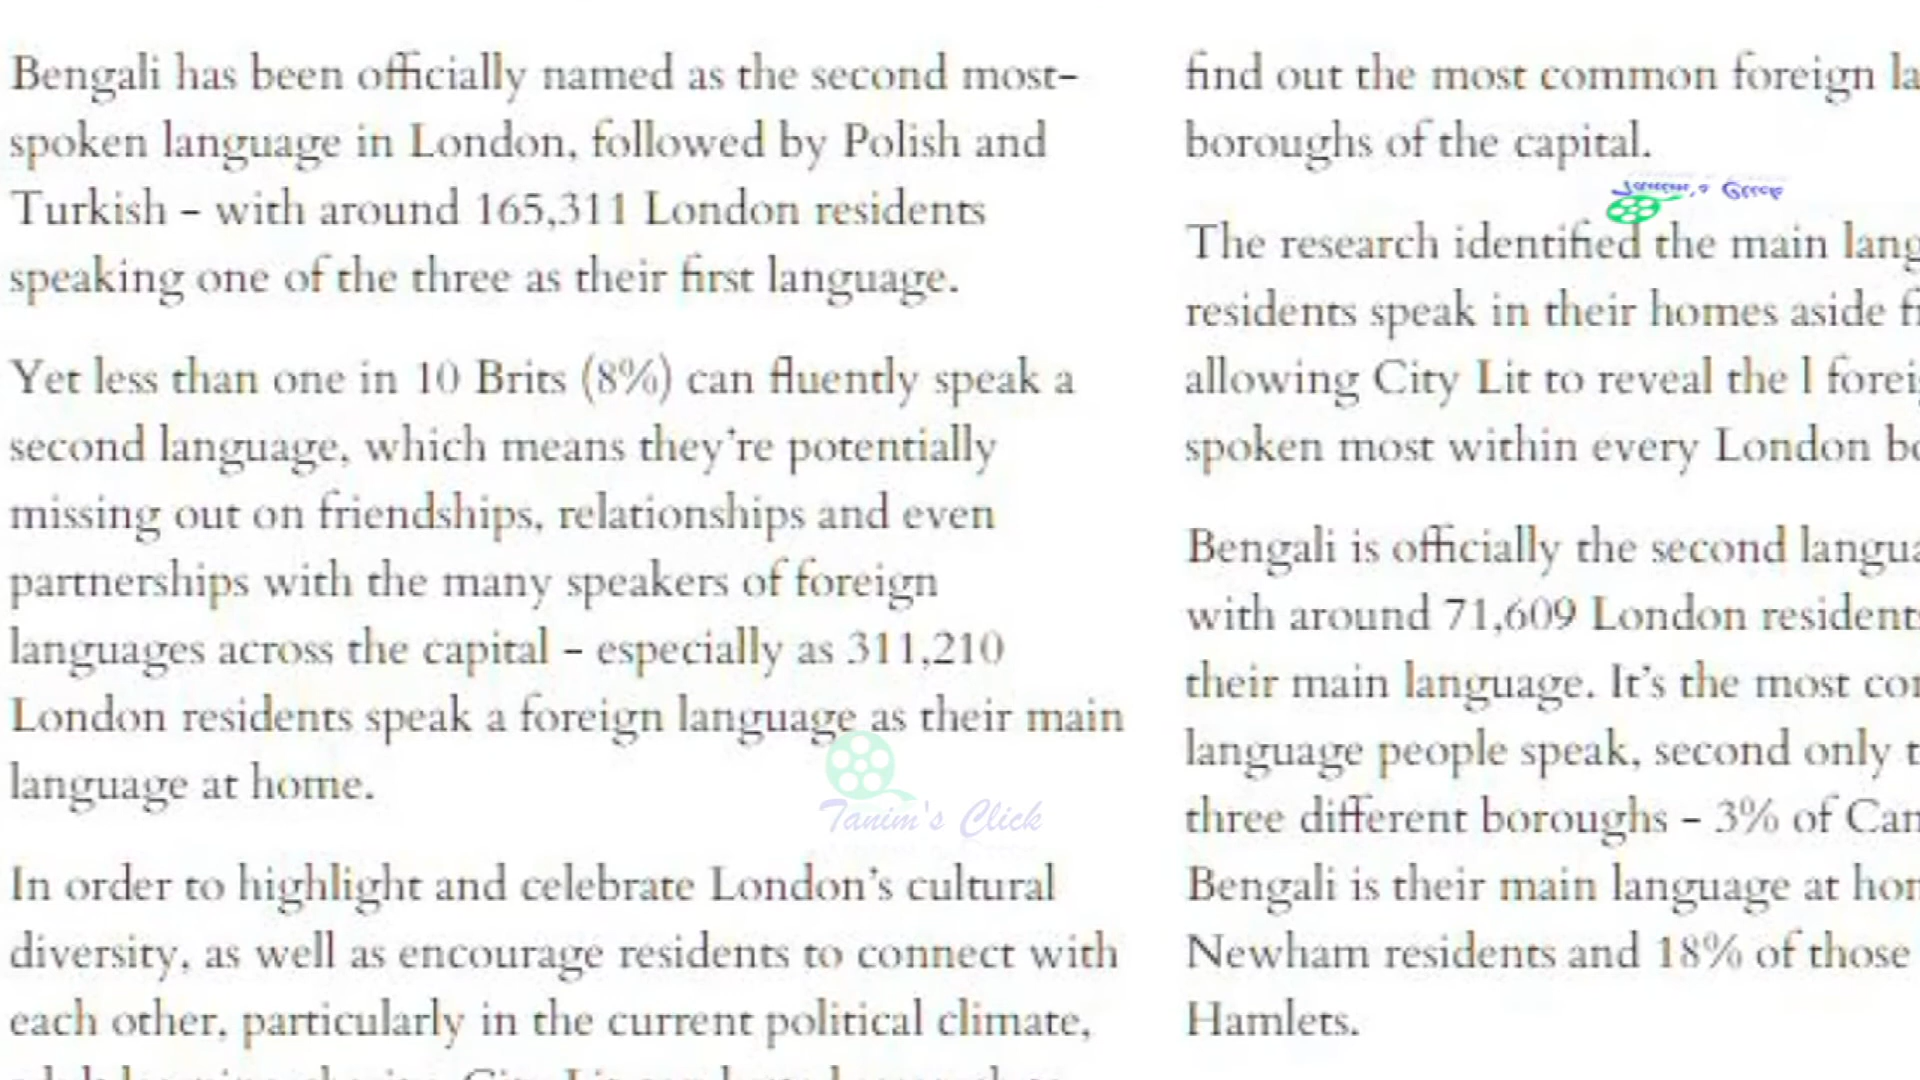 Bengali has been officially named as the second most-
spoken language in London, followed by Polish and
Turkish – with around 165,311 London residents
speaking one of the three as their first language.
Yet less than one in 10 Brits (8%) can fluently speak a
second language, which means they're potentially
missing out on friendships, relationships and even
partnerships with the many speakers of foreign
languages across the capital – especially as 311,210
London residents speak a foreign language as their main
language at home.
In order to highlight and celebrate London's cultural
diversity, as well as encourage residents to connect with
each other, particularly in the current political climate,
find out the most common foreign
boroughs of the capital.
The research identified the main
residents speak in their homes aside
allowing City Lit to reveal the l
spoken most within every London
Bengali is officially the second
with around 71,609 London
their main language. It's the most
language people speak, second only
three different boroughs – 3% of
Bengali is their main language at
Newham residents and 18% of those
Hamlets.
Tanim's Click
Tanim's Click